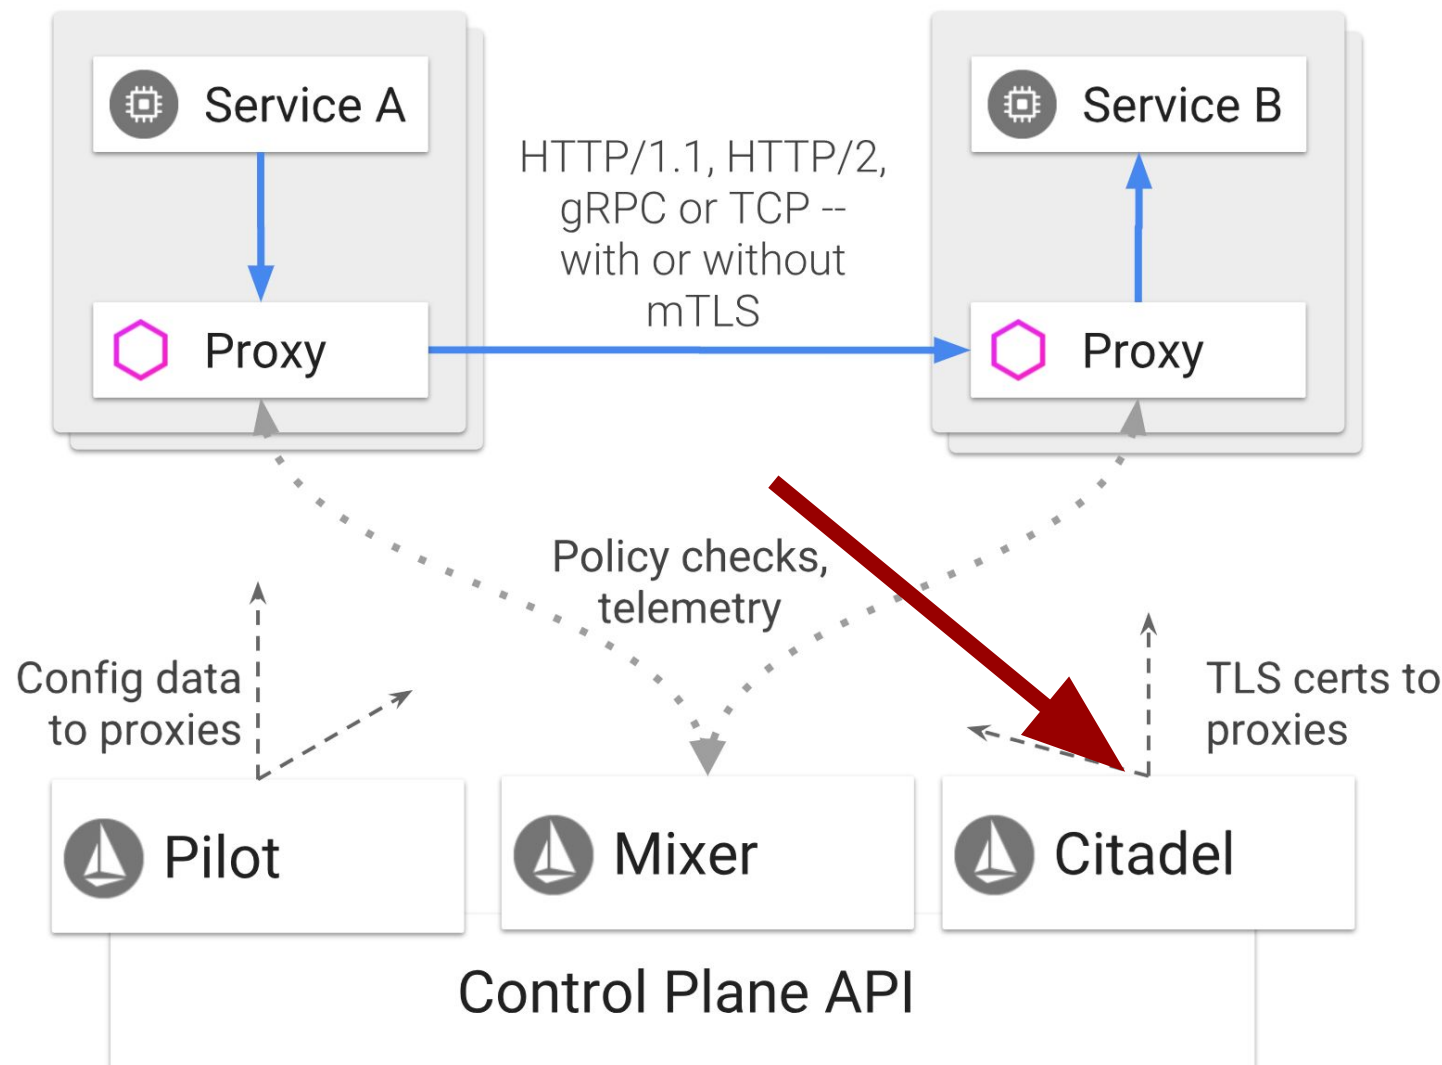 Service A
Service B
HTTP/1.1, HTTP/2,
gRPC or TCP --
with or without
mTLS
Proxy
Proxy
Policy checks,
telemetry
Config data
to proxies
TLS certs to
proxies
Pilot
Mixer
Citadel
Control Plane API